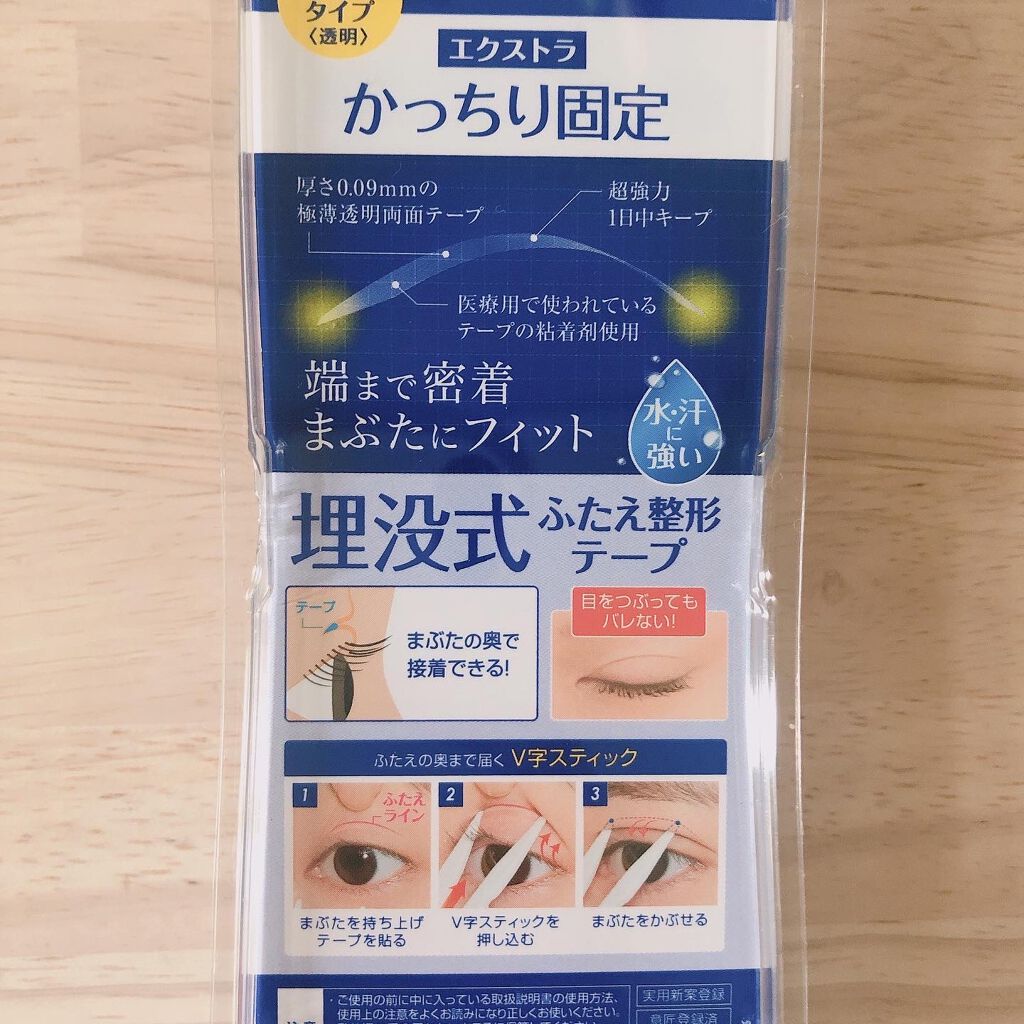 タイプ
〈透明〉
エクストラ
かっちり固定
厚さ0.09mmの
極薄透明両面テープ
超強力
1日中キープ
医療用で使われている
テープの粘着剤使用
端まで密着
まぶたにフィット
水・汗
に
強い
埋没式
ふたえ整形
テープ
テープ
まぶたの奥で
接着できる!
目をつぶっても
バレない!
ふたえの奥まで届く V字スティック
1
ふたえ
ライン
2
3
まぶたを持ち上げ
テープを貼る
V字スティックを
押し込む
まぶたをかぶせる
・ご使用の前に中に入っている取扱説明書の使用方法、
使用上の注意をよくお読みになり正しくお使いください。
実用新案登録
意匠登録済